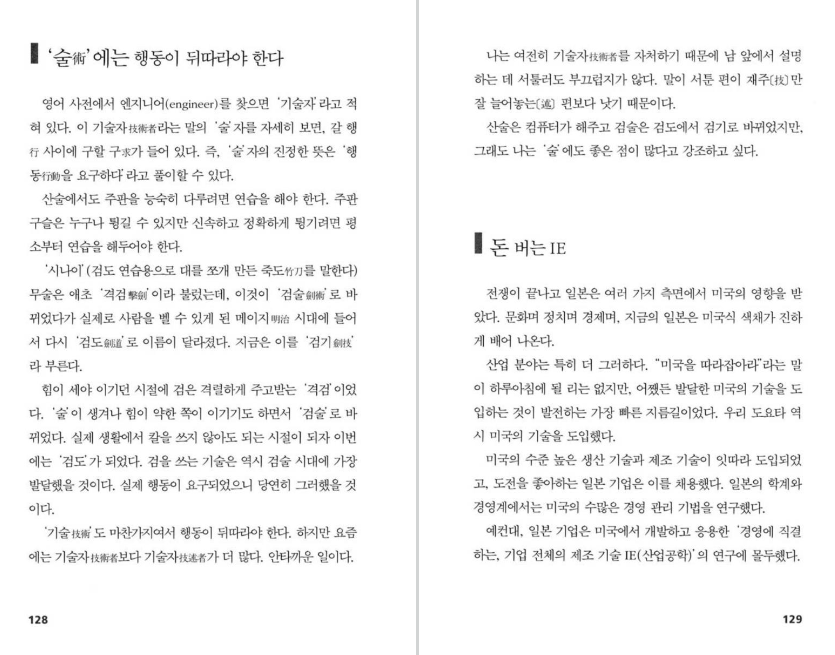 ‘술術’에는 행동이 뒤따라야 한다
영어 사전에서 엔지니어(engineer)를 찾으면 ‘기술자’라고 적
혀 있다. 이 기술자技術者라는 말의 ‘술’자를 자세히 보면, 갈 행
行 사이에 구할 구求가 들어 있다. 즉, ‘술’자의 진정한 뜻은 ‘행
동行動을 요구하다’라고 풀이할 수 있다.
산술에서도 주판을 능숙히 다루려면 연습을 해야 한다. 주판
구슬은 누구나 튕길 수 있지만 신속하고 정확하게 튕기려면 평
소부터 연습을 해두어야 한다.
‘시나이’(검도 연습용으로 대를 쪼개 만든 죽도竹刀를 말한다)
무술은 애초 ‘격검擊劍’이라 불렸는데, 이것이 ‘검술劍術’로 바
뀌었다가 실제로 사람을 벨 수 있게 된 메이지明治 시대에 들어
서 다시 ‘검도劍道’로 이름이 달라졌다. 지금은 이를 ‘검기劍技’
라 부른다.
힘이 세야 이기던 시절에 검은 격렬하게 주고받는 ‘격검’이었
다. ‘술’이 생겨나 힘이 약한 쪽이 이기기도 하면서 ‘검술’로 바
뀌었다. 실제 생활에서 칼을 쓰지 않아도 되는 시절이 되자 이번
에는 ‘검도’가 되었다. 검을 쓰는 기술은 역시 검술 시대에 가장
발달했을 것이다. 실제 행동이 요구되었으니 당연히 그러했을 것
이다.
‘기술技術’도 마찬가지여서 행동이 뒤따라야 한다. 하지만 요즘
에는 기술자技術者보다 기술자技述者가 더 많다. 안타까운 일이다.
128
나는 여전히 기술자技術者를 자처하기 때문에 남 앞에서 설명
하는 데 서툴러도 부끄럽지가 않다. 말이 서툰 편이 재주[技]만
잘 늘어놓는[述] 편보다 낫기 때문이다.
산술은 컴퓨터가 해주고 검술은 검도에서 검기로 바뀌었지만,
그래도 나는 ‘술’에도 좋은 점이 많다고 강조하고 싶다.
돈 버는 IE
전쟁이 끝나고 일본은 여러 가지 측면에서 미국의 영향을 받
았다. 문화며 정치며 경제며, 지금의 일본은 미국식 색채가 진하
게 배어 나온다.
산업 분야는 특히 더 그러하다. “미국을 따라잡아라”라는 말
이 하루아침에 될 리는 없지만, 어쨌든 발달한 미국의 기술을 도
입하는 것이 발전하는 가장 빠른 지름길이었다. 우리 도요타 역
시 미국의 기술을 도입했다.
미국의 수준 높은 생산 기술과 제조 기술이 잇따라 도입되었
고, 도전을 좋아하는 일본 기업은 이를 채용했다. 일본의 학계와
경영계에서는 미국의 수많은 경영 관리 기법을 연구했다.
예컨대, 일본 기업은 미국에서 개발하고 응용한 ‘경영에 직결
하는, 기업 전체의 제조 기술 IE(산업공학)’의 연구에 몰두했다.
129